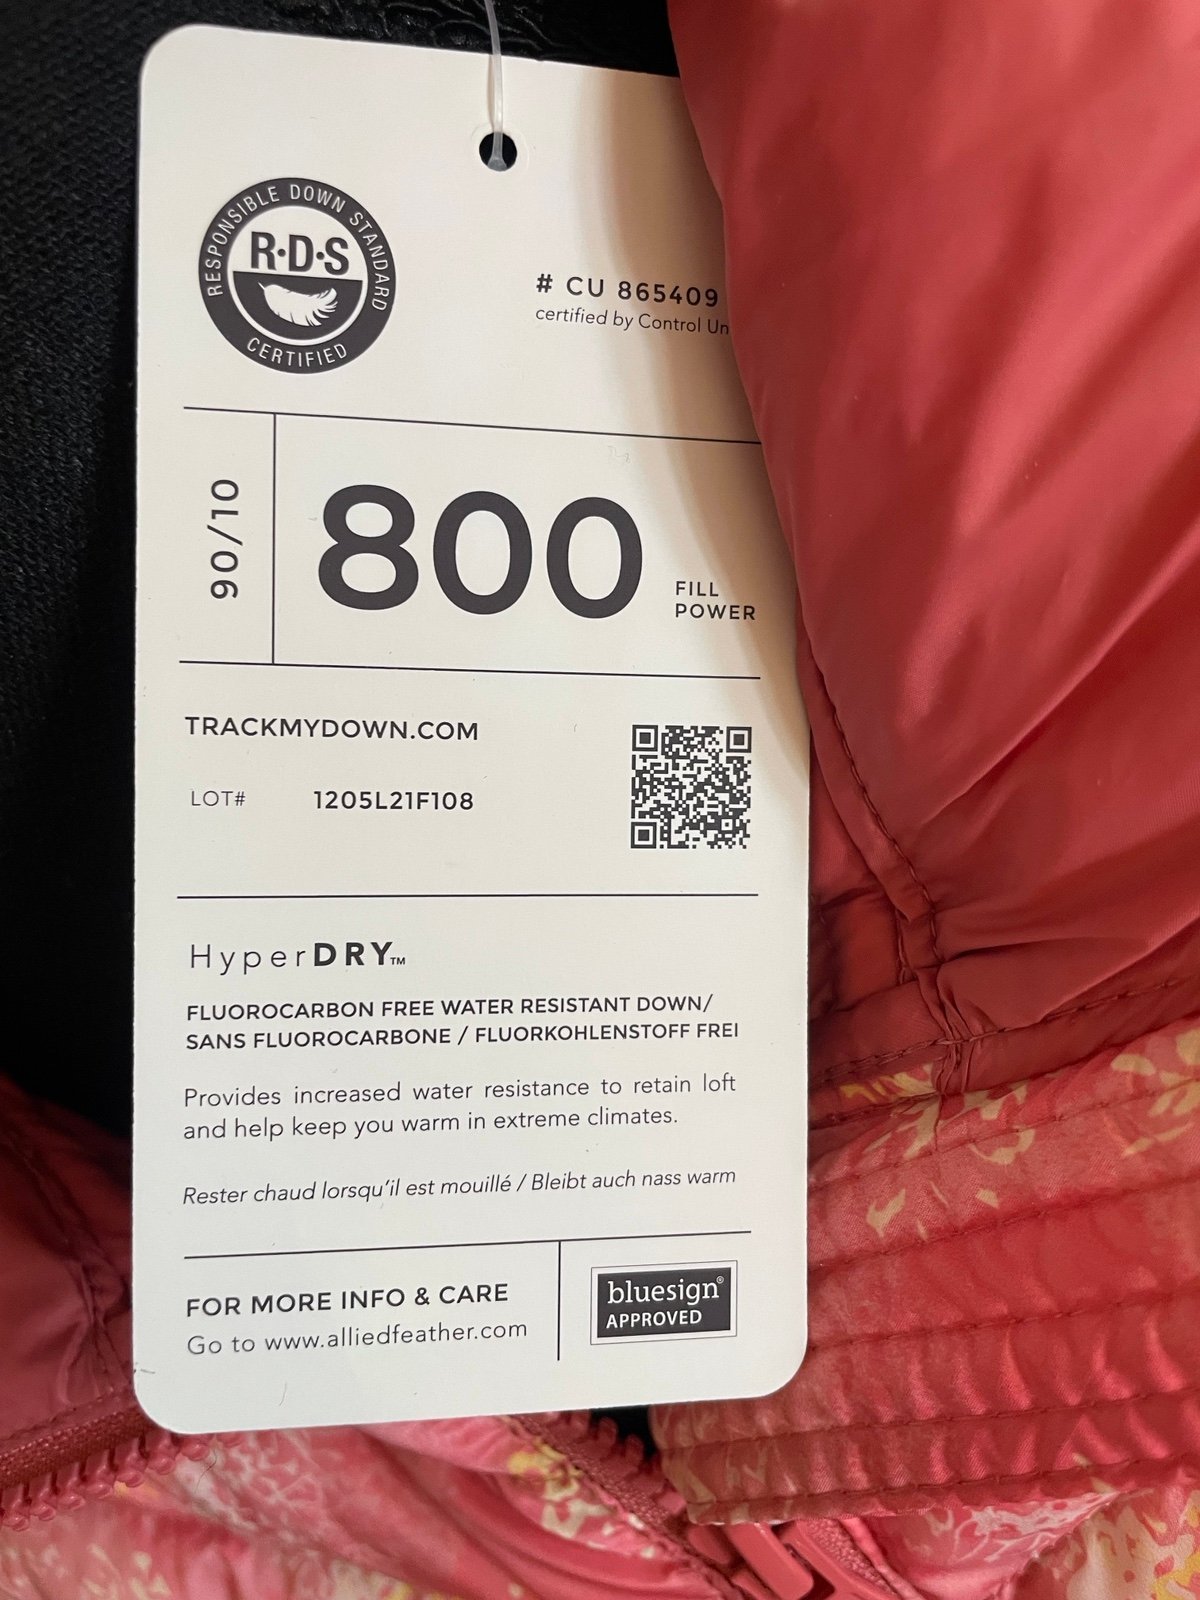 RESPONSIBLE DOWN STANDARD
R·D·S
CERTIFIED
# CU 865409
certified by Control
90/10
800
FILL
POWER
TRACKMYDOWN.COM
LOT# 1205L21F108
HyperDRY™
FLUOROCARBON FREE WATER RESISTANT DOWN/
SANS FLUOROCARBONE / FLUORKOHLENSTOFF FREI
Provides increased water resistance to retain loft
and help keep you warm in extreme climates.
Rester chaud lorsqu'il est mouillé / Bleibt auch nass warm
FOR MORE INFO & CARE
Go to www.alliedfeather.com
bluesign®
APPROVED